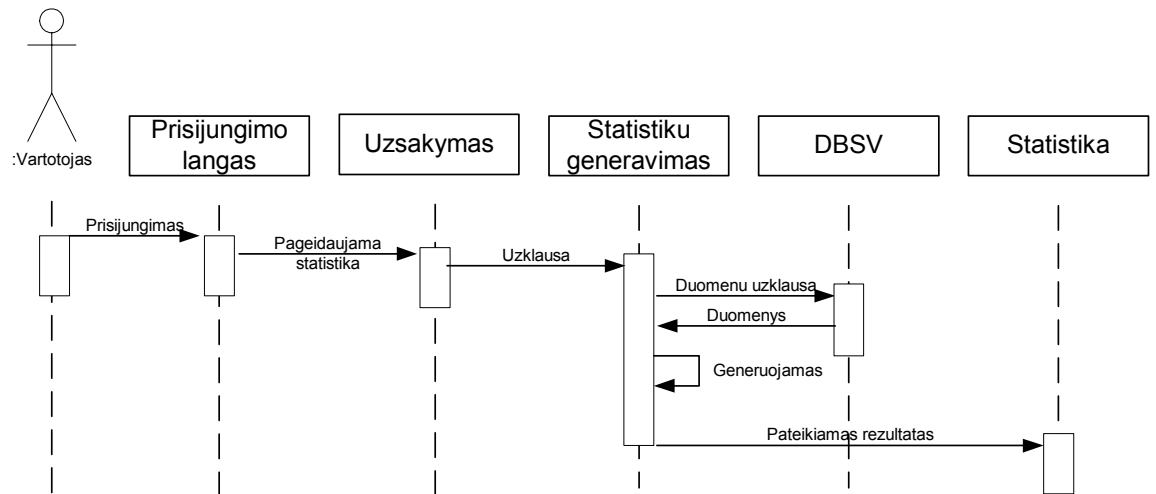 :Vartotojas
Prisijungimo
langas
Uzsakymas
Statistiku
generavimas
DBSV
Statistika
Prisijungimas
Pageidaujama
statistika
Uzklausa
Duomenu uzklausa
Duomenys
Generuojamas
Pateikiamas rezultatas